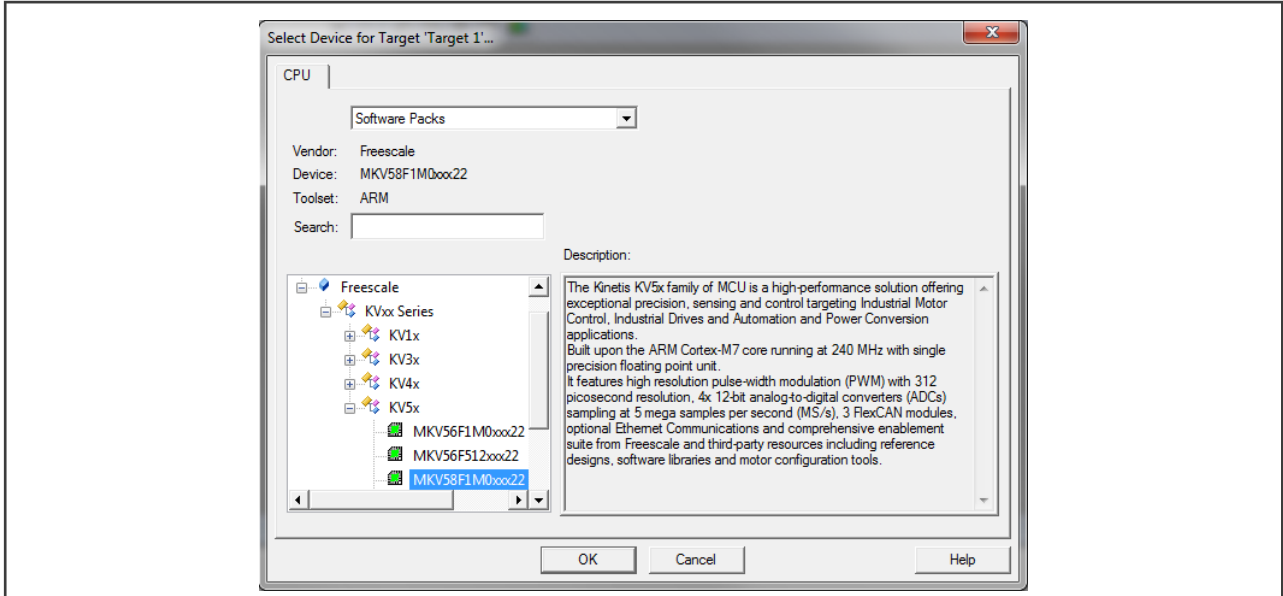 Select Device for Target 'Target 1'...
CPU
Software Packs
Vendor: Freescale
Device: MKV58F1M0xxx22
Toolset: ARM
Search:
Description:
Freescale
KVxx Series
KV1x
KV3x
KV4x
KV5x
MKV56F1M0xxx22
MKV56F512xxx22
MKV58F1M0xxx22
The Kinetis KV5x family of MCU is a high-performance solution offering
exceptional precision, sensing and control targeting Industrial Motor
Control, Industrial Drives and Automation and Power Conversion
applications.
Built upon the ARM Cortex-M7 core running at 240 MHz with single
precision floating point unit.
It features high resolution pulse-width modulation (PWM) with 312
picosecond resolution, 4x 12-bit analog-to-digital converters (ADCs)
sampling at 5 mega samples per second (MS/s), 3 FlexCAN modules,
optional Ethernet Communications and comprehensive enablement
suite from Freescale and third-party resources including reference
designs, software libraries and motor configuration tools.
OK Cancel Help